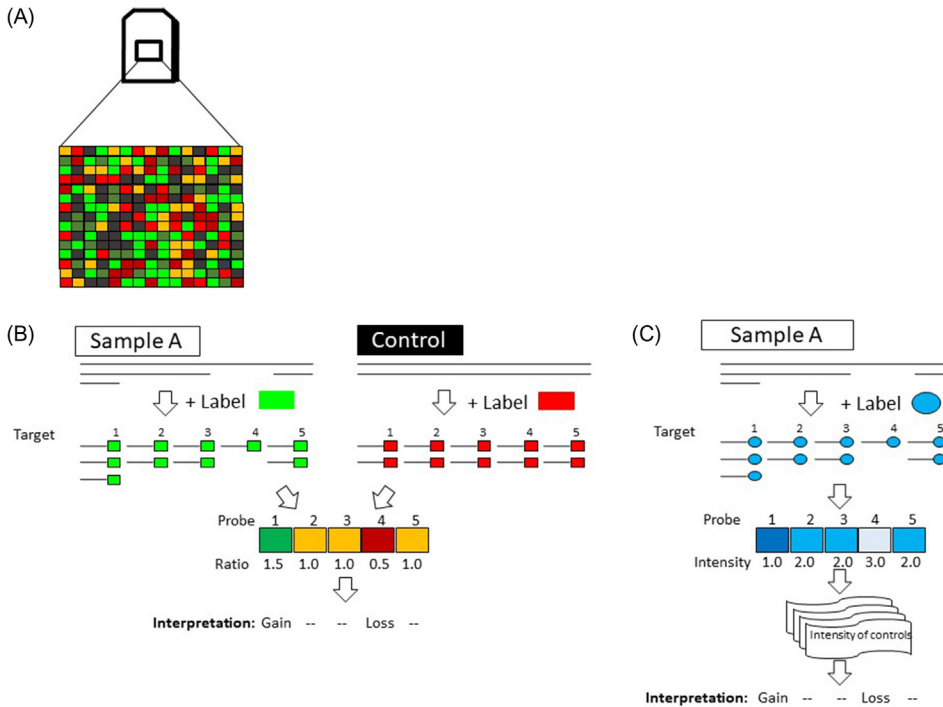 (A)
(B)
Sample A
Control
+ Label
+ Label
Target
1 2 3 4 5
1 2 3 4 5
Probe
1 2 3 4 5
Ratio
1.5 1.0 1.0 0.5 1.0
Interpretation: Gain -- -- Loss --
(C)
Sample A
+ Label
Target
1 2 3 4 5
Probe
1 2 3 4 5
Intensity
1.0 2.0 2.0 3.0 2.0
Intensity of controls
Interpretation: Gain -- -- Loss --